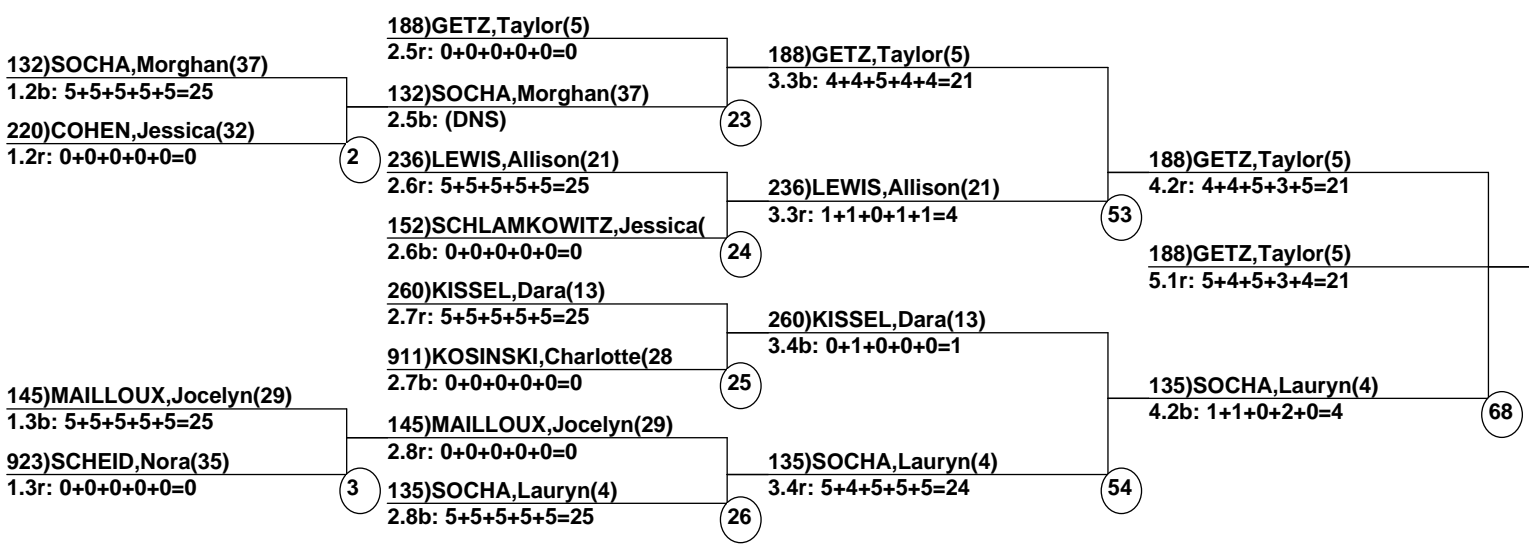 132)SOCHA,Morghan(37)
1.2b: 5+5+5+5+5=25
220)COHEN,Jessica(32)
1.2r: 0+0+0+0+0=0
2
145)MAILLOUX,Jocelyn(29)
1.3b: 5+5+5+5+5=25
923)SCHEID,Nora(35)
1.3r: 0+0+0+0+0=0
3
188)GETZ,Taylor(5)
2.5r: 0+0+0+0+0=0
132)SOCHA,Morghan(37)
2.5b: (DNS)
23
236)LEWIS,Allison(21)
2.6r: 5+5+5+5+5=25
152)SCHLAMKOWITZ,Jessica(
2.6b: 0+0+0+0+0=0
24
260)KISSEL,Dara(13)
2.7r: 5+5+5+5+5=25
911)KOSINSKI,Charlotte(28
2.7b: 0+0+0+0+0=0
25
145)MAILLOUX,Jocelyn(29)
2.8r: 0+0+0+0+0=0
135)SOCHA,Lauryn(4)
2.8b: 5+5+5+5+5=25
26
188)GETZ,Taylor(5)
3.3b: 4+4+5+4+4=21
236)LEWIS,Allison(21)
3.3r: 1+1+0+1+1=4
53
260)KISSEL,Dara(13)
3.4b: 0+1+0+0+0=1
135)SOCHA,Lauryn(4)
3.4r: 5+4+5+5+5=24
54
188)GETZ,Taylor(5)
4.2r: 4+4+5+3+5=21
188)GETZ,Taylor(5)
5.1r: 5+4+5+3+4=21
135)SOCHA,Lauryn(4)
4.2b: 1+1+0+2+0=4
68